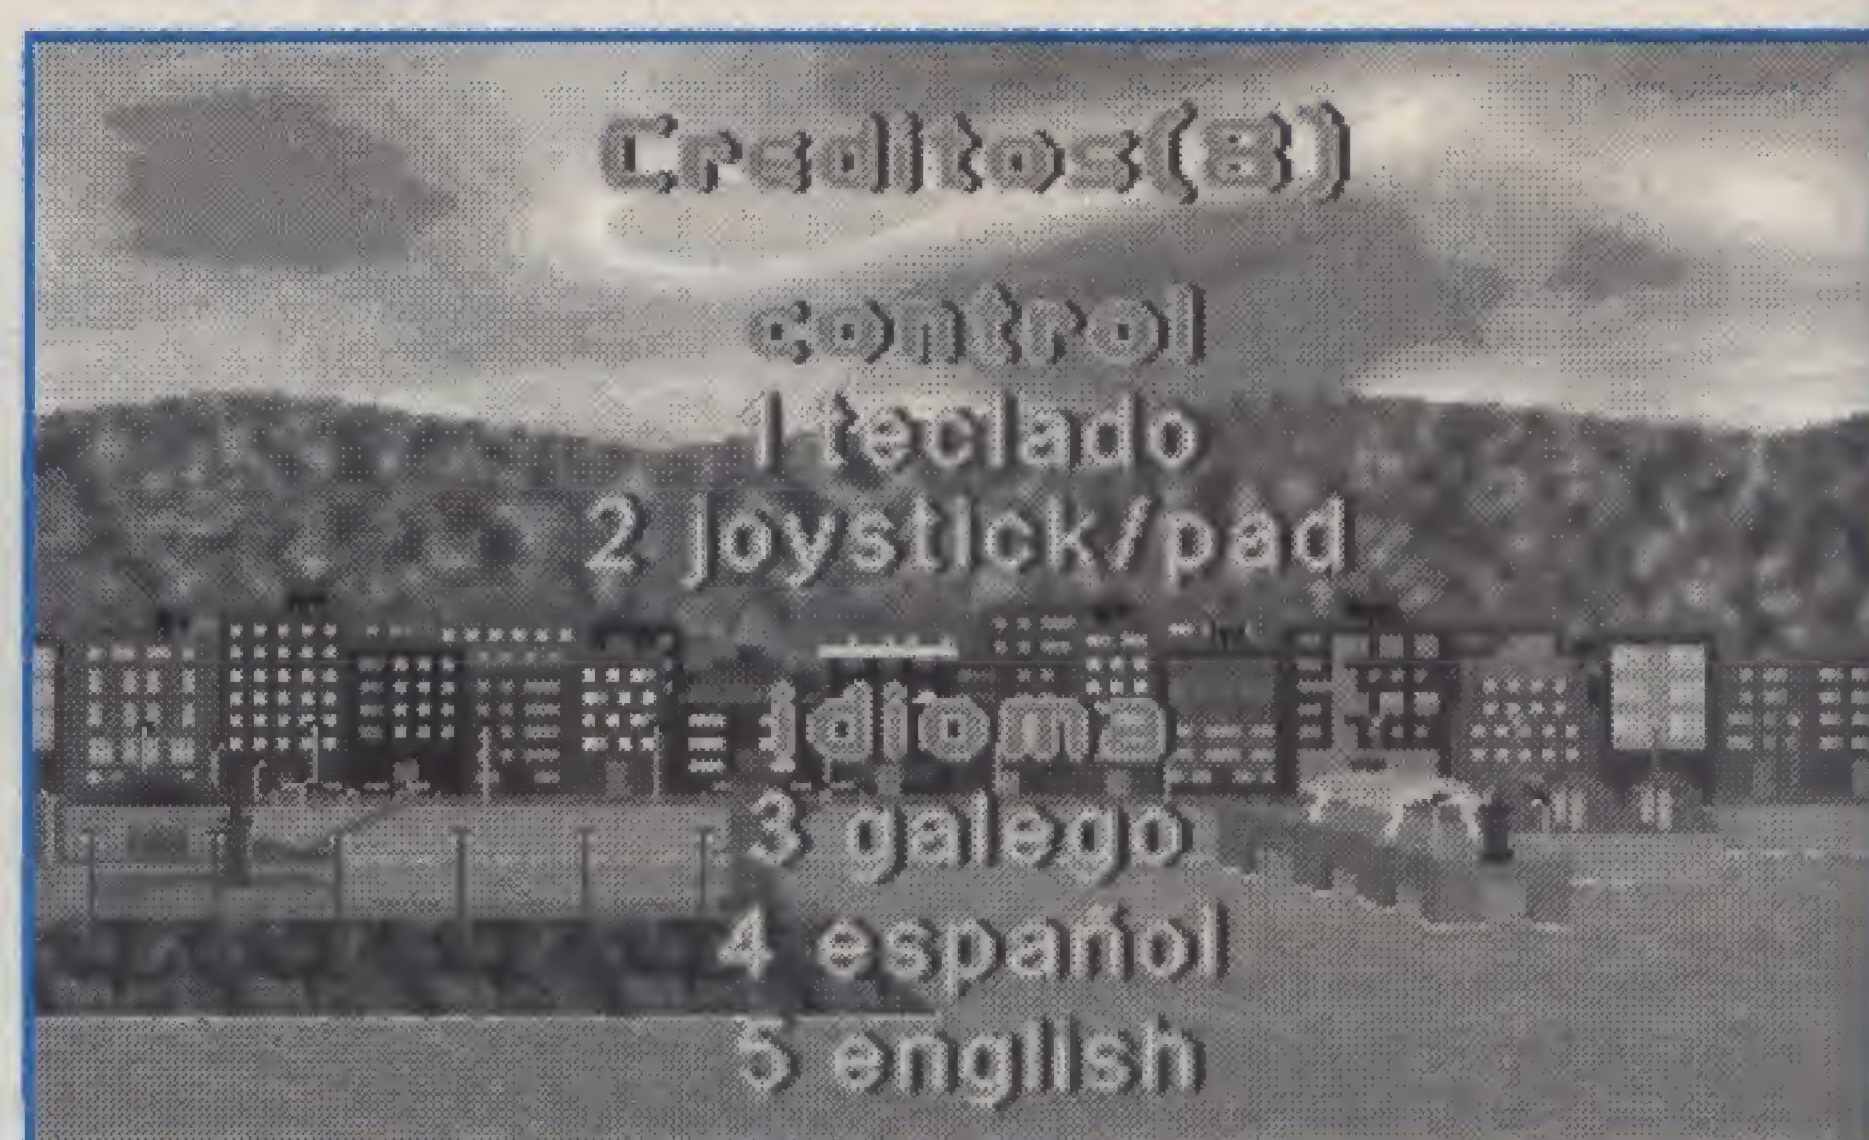 Creditos(8)
control
1 teclado
2 joystick/pad
idioma
3 galego
4 español
5 english